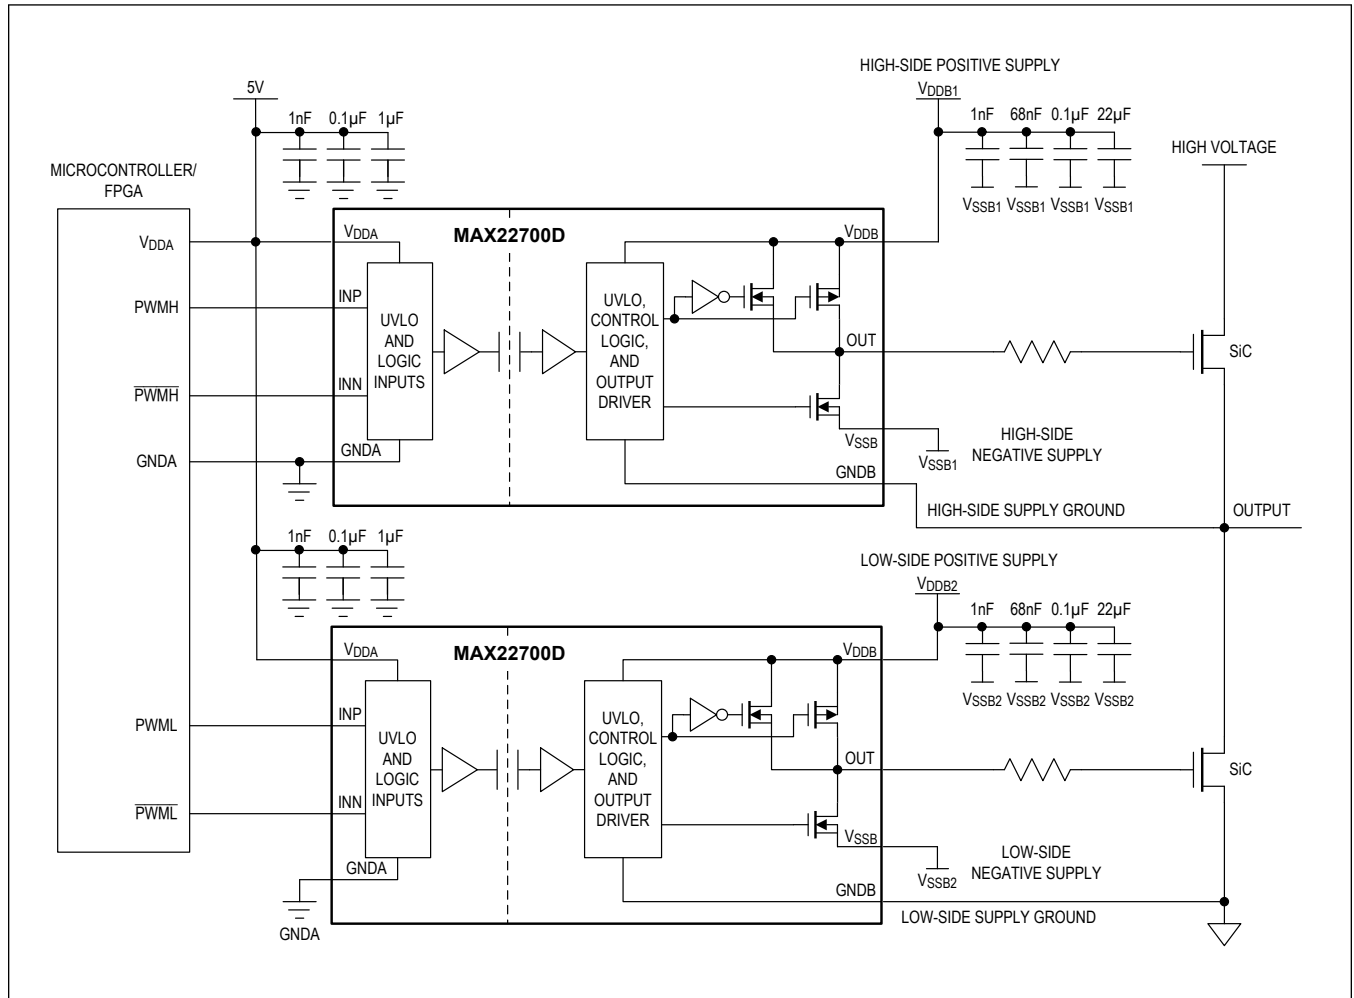 HIGH-SIDE POSITIVE SUPPLY
5V
VDDB1
1nF 0.1µF 1µF
1nF 68nF 0.1µF 22µF
HIGH VOLTAGE
MICROCONTROLLER/
FPGA
VSSB1 VSSB1 VSSB1 VSSB1
MAX22700D
VDDA
VDDA
VDDB
PWMH
INP
UVLO
AND
LOGIC
INPUTS
UVLO,
CONTROL
LOGIC,
AND
OUTPUT
DRIVER
OUT
SiC
PWMH
INN
GNDA
GNDA
VSSB
VSSB1
HIGH-SIDE
NEGATIVE SUPPLY
GNDB
HIGH-SIDE SUPPLY GROUND
OUTPUT
1nF 0.1µF 1µF
LOW-SIDE POSITIVE SUPPLY
VDDB2
1nF 68nF 0.1µF 22µF
VSSB2 VSSB2 VSSB2 VSSB2
MAX22700D
VDDA
VDDB
PWML
INP
UVLO
AND
LOGIC
INPUTS
UVLO,
CONTROL
LOGIC,
AND
OUTPUT
DRIVER
OUT
SiC
PWML
INN
GNDA
VSSB
VSSB2
LOW-SIDE
NEGATIVE SUPPLY
GNDB
LOW-SIDE SUPPLY GROUND
GNDA